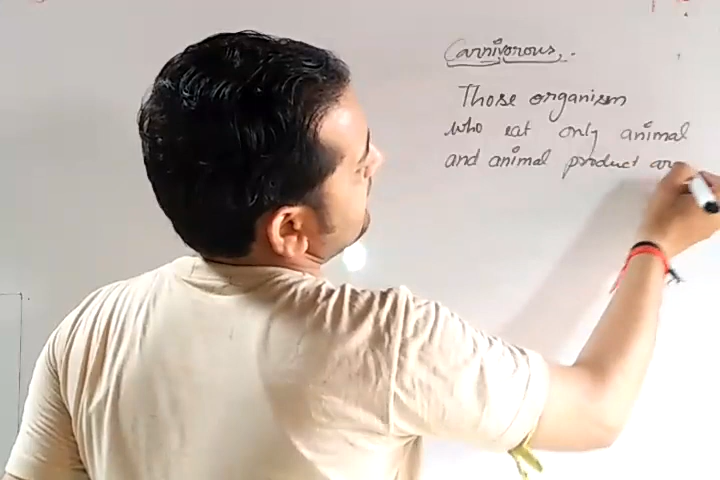 Carnivorous.
Those organism
who eat only animal
and animal product are